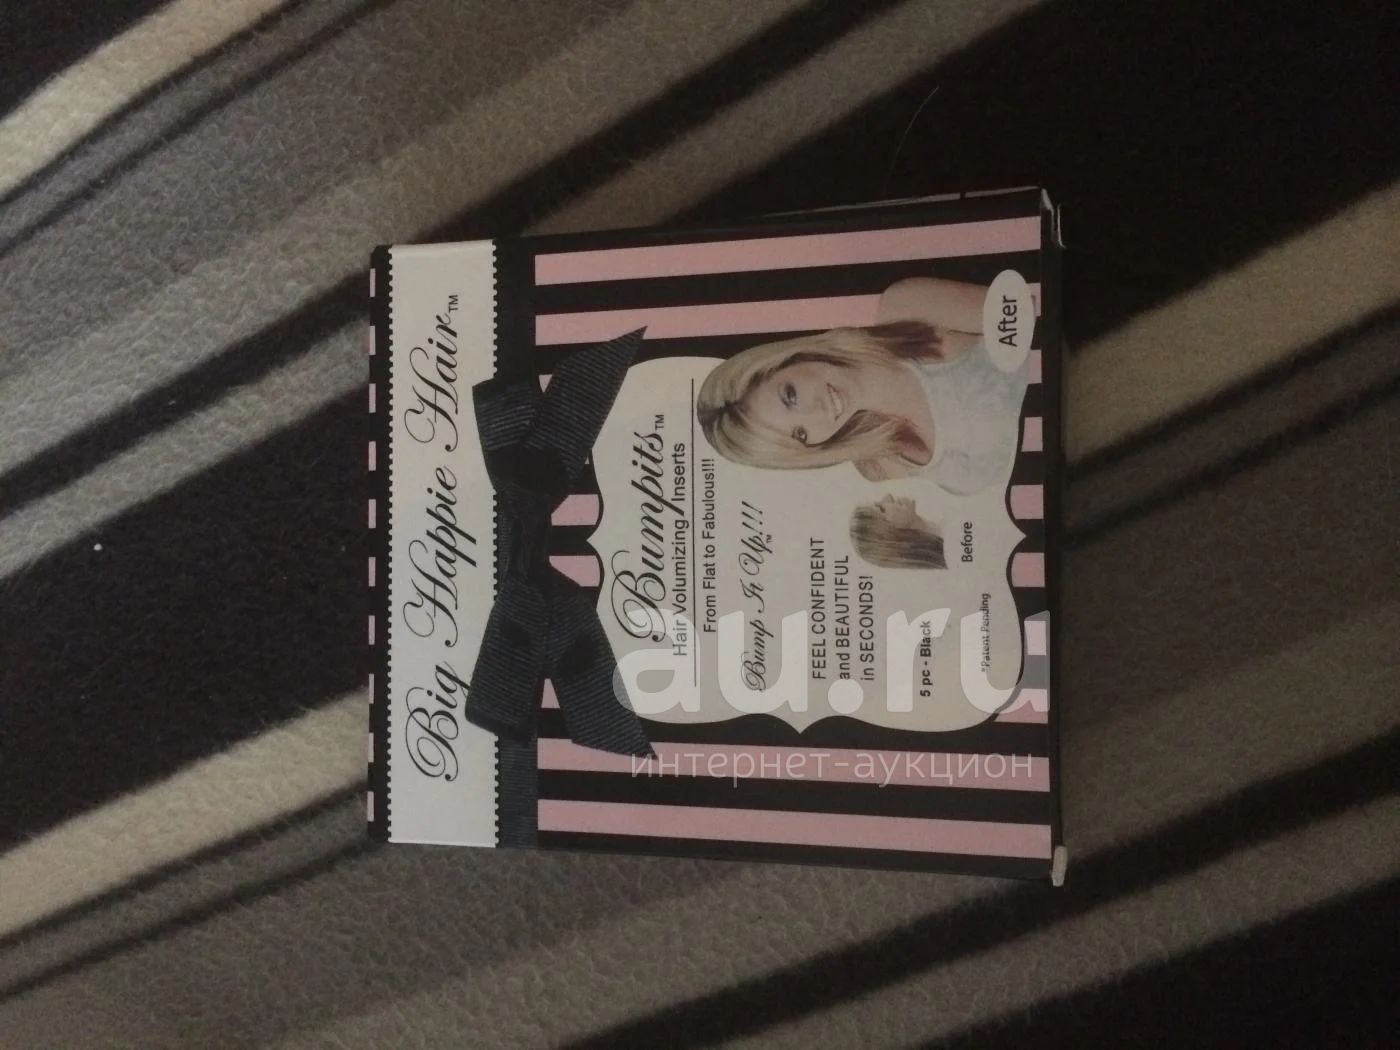 Big Happie Hair™
Bumpits™
Hair Volumizing Inserts
From Flat to Fabulous!!!
Bump It Up!!!™
FEEL CONFIDENT
and BEAUTIFUL
in SECONDS!
5 pc - Black
*Patent Pending
Before
After
au.ru
интернет-аукцион